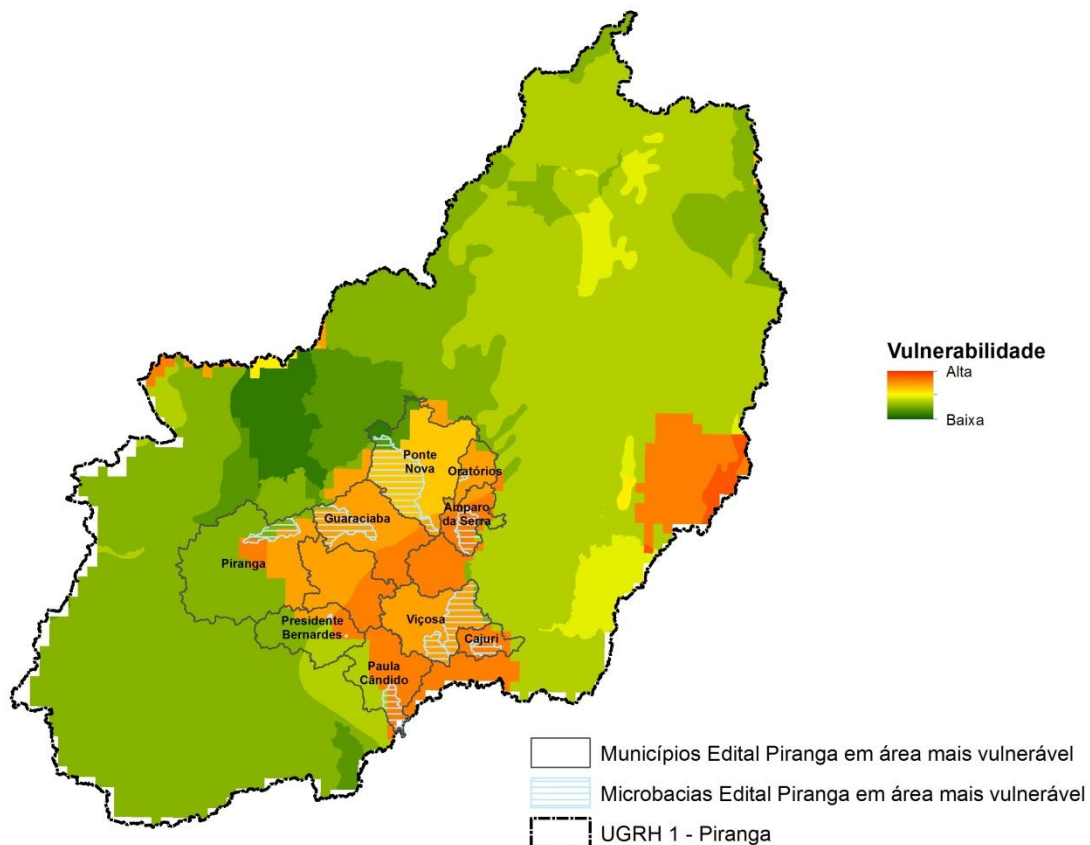 Vulnerabilidade
Alta
Baixa
Ponte
Nova
Oratórios
Amparo
da Serra
Guaraciaba
Piranga
Presidente
Bernardes
Viçosa
Cajuri
Paula
Cândido
Municípios Edital Piranga em área mais vulnerável
Microbacias Edital Piranga em área mais vulnerável
UGRH 1 - Piranga